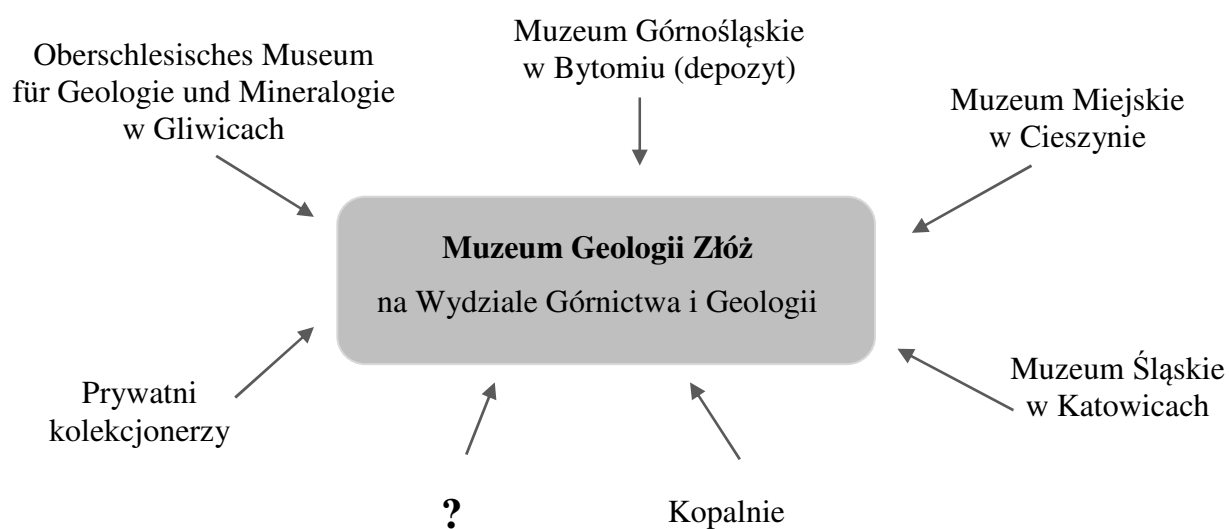 Oberschlesisches Museum
für Geologie und Mineralogie
w Gliwicach
Muzeum Górnośląskie
w Bytomiu (depozyt)
Muzeum Miejskie
w Cieszynie
Muzeum Geologii Złóż
na Wydziale Górnictwa i Geologii
Prywatni
kolekcjonerzy
?
Kopalnie
Muzeum Śląskie
w Katowicach